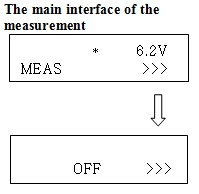 The main interface of the
measurement
* 6.2V
MEAS >>>
OFF >>>